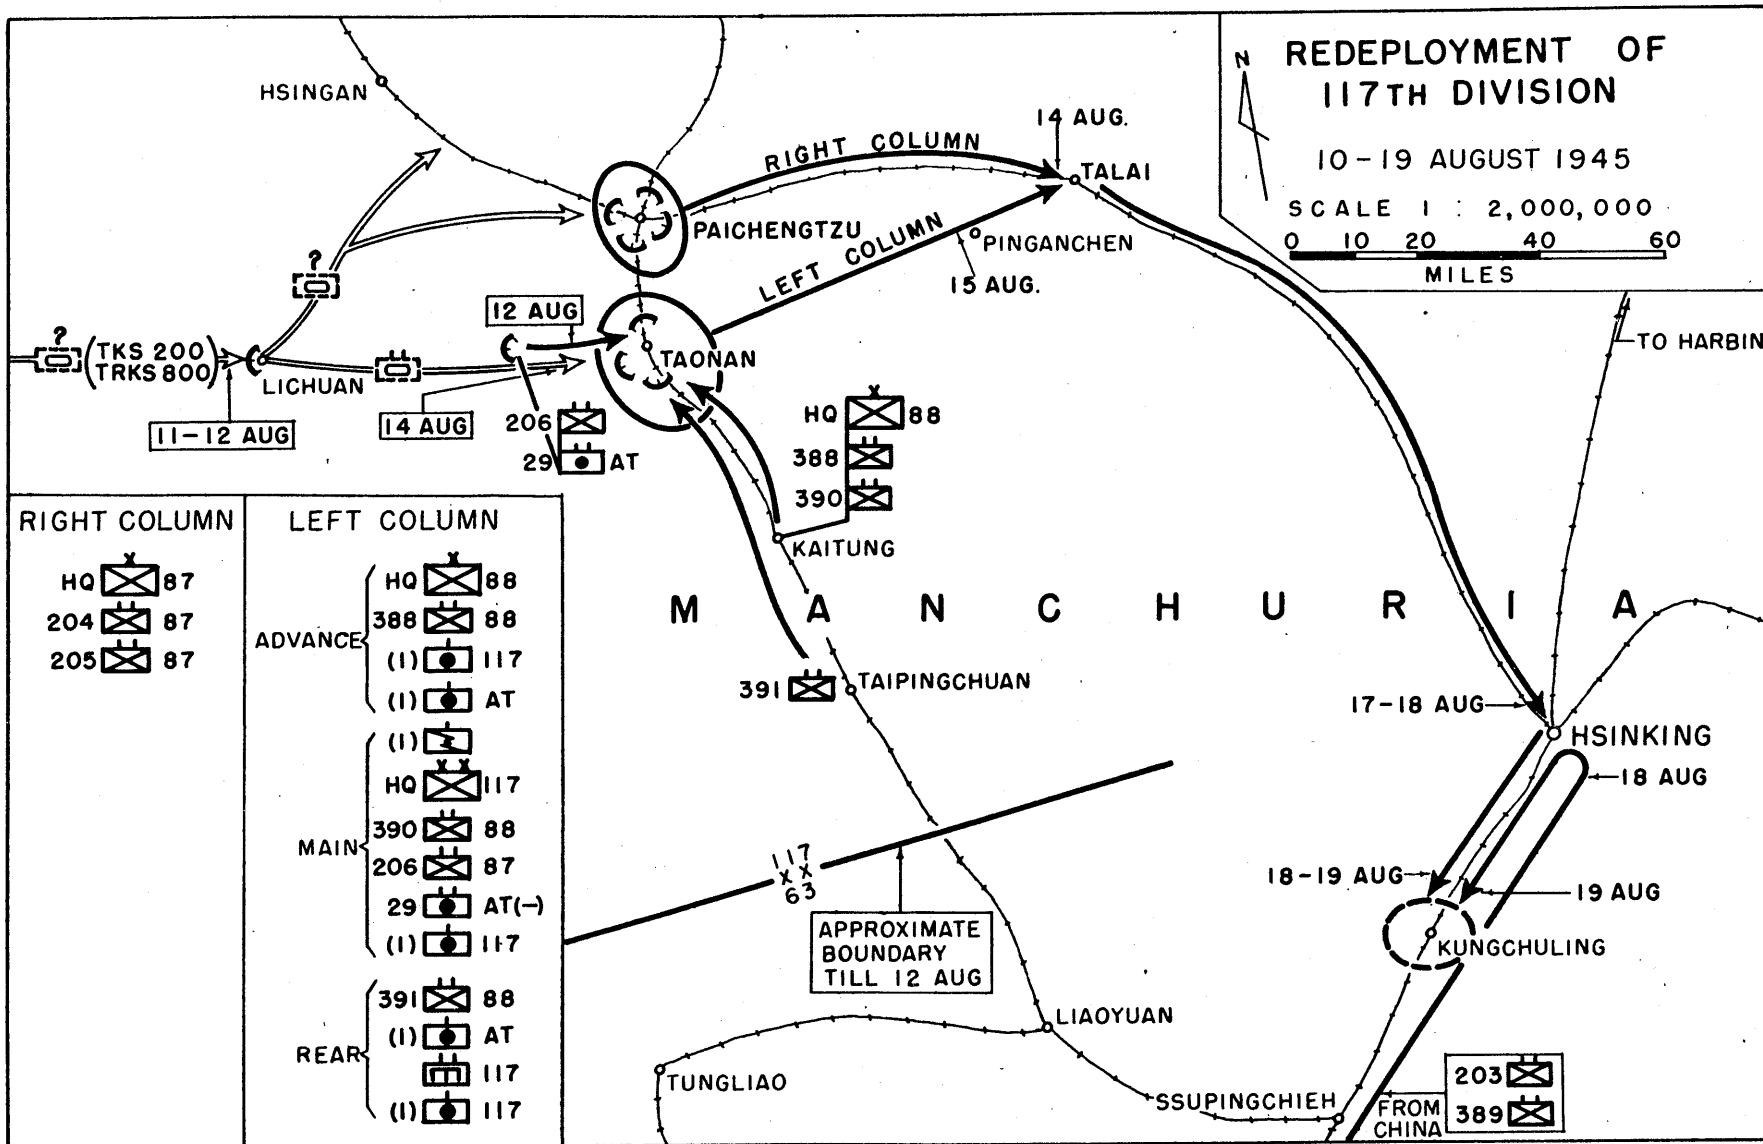 REDEPLOYMENT OF
117TH DIVISION
10-19 AUGUST 1945
SCALE 1 : 2,000,000
0 10 20 40 60
MILES
N
HSINGAN
14 AUG.
RIGHT COLUMN
TALAI
PAICHENGTZU
LEFT COLUMN
PINGANCHEN
15 AUG.
?
12 AUG
TO HARBIN
?
(TKS 200
TRKS 800)
LICHUAN
TAONAN
11-12 AUG
14 AUG
206
29 AT
HQ 88
388
390
KAITUNG
MANCHURIA
391
TAIPINGCHUAN
17-18 AUG
HSINKING
18 AUG
18-19 AUG
19 AUG
KUNGCHULING
117
XX
63
APPROXIMATE
BOUNDARY
TILL 12 AUG
LIAOYUAN
TUNGLIAO
SSUPINGCHIEH
FROM
CHINA
203
389
RIGHT COLUMN
HQ 87
204 87
205 87
LEFT COLUMN
ADVANCE
HQ 88
388 88
(1) 117
(1) AT
MAIN
(1)
HQ 117
390 88
206 87
29 AT(-)
(1) 117
REAR
391 88
(1) AT
117
(1) 117